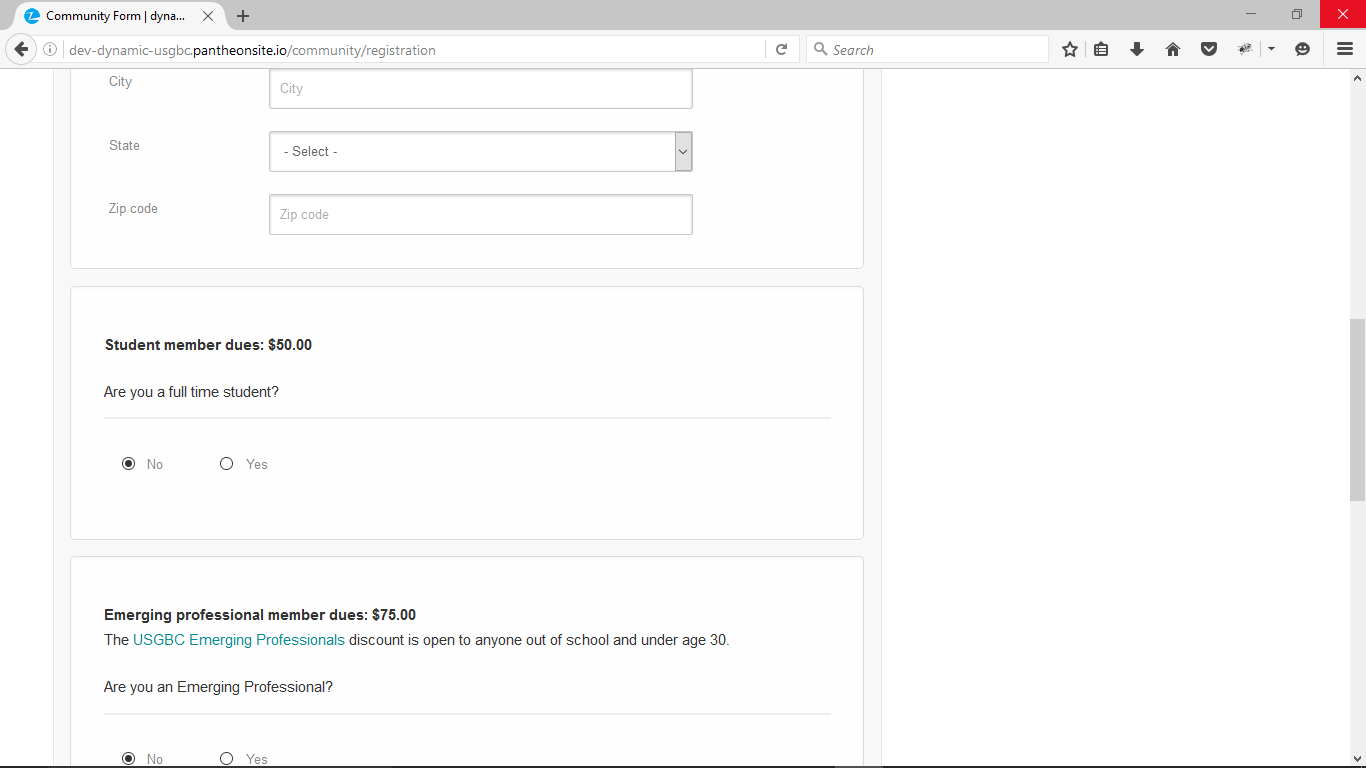 Community Form | dyna...
dev-dynamic-usgbc.pantheonsite.io/community/registration
Search
City
City
State
- Select -
Zip code
Zip code
Student member dues: $50.00
Are you a full time student?
No Yes
Emerging professional member dues: $75.00
The USGBC Emerging Professionals discount is open to anyone out of school and under age 30.
Are you an Emerging Professional?
No Yes